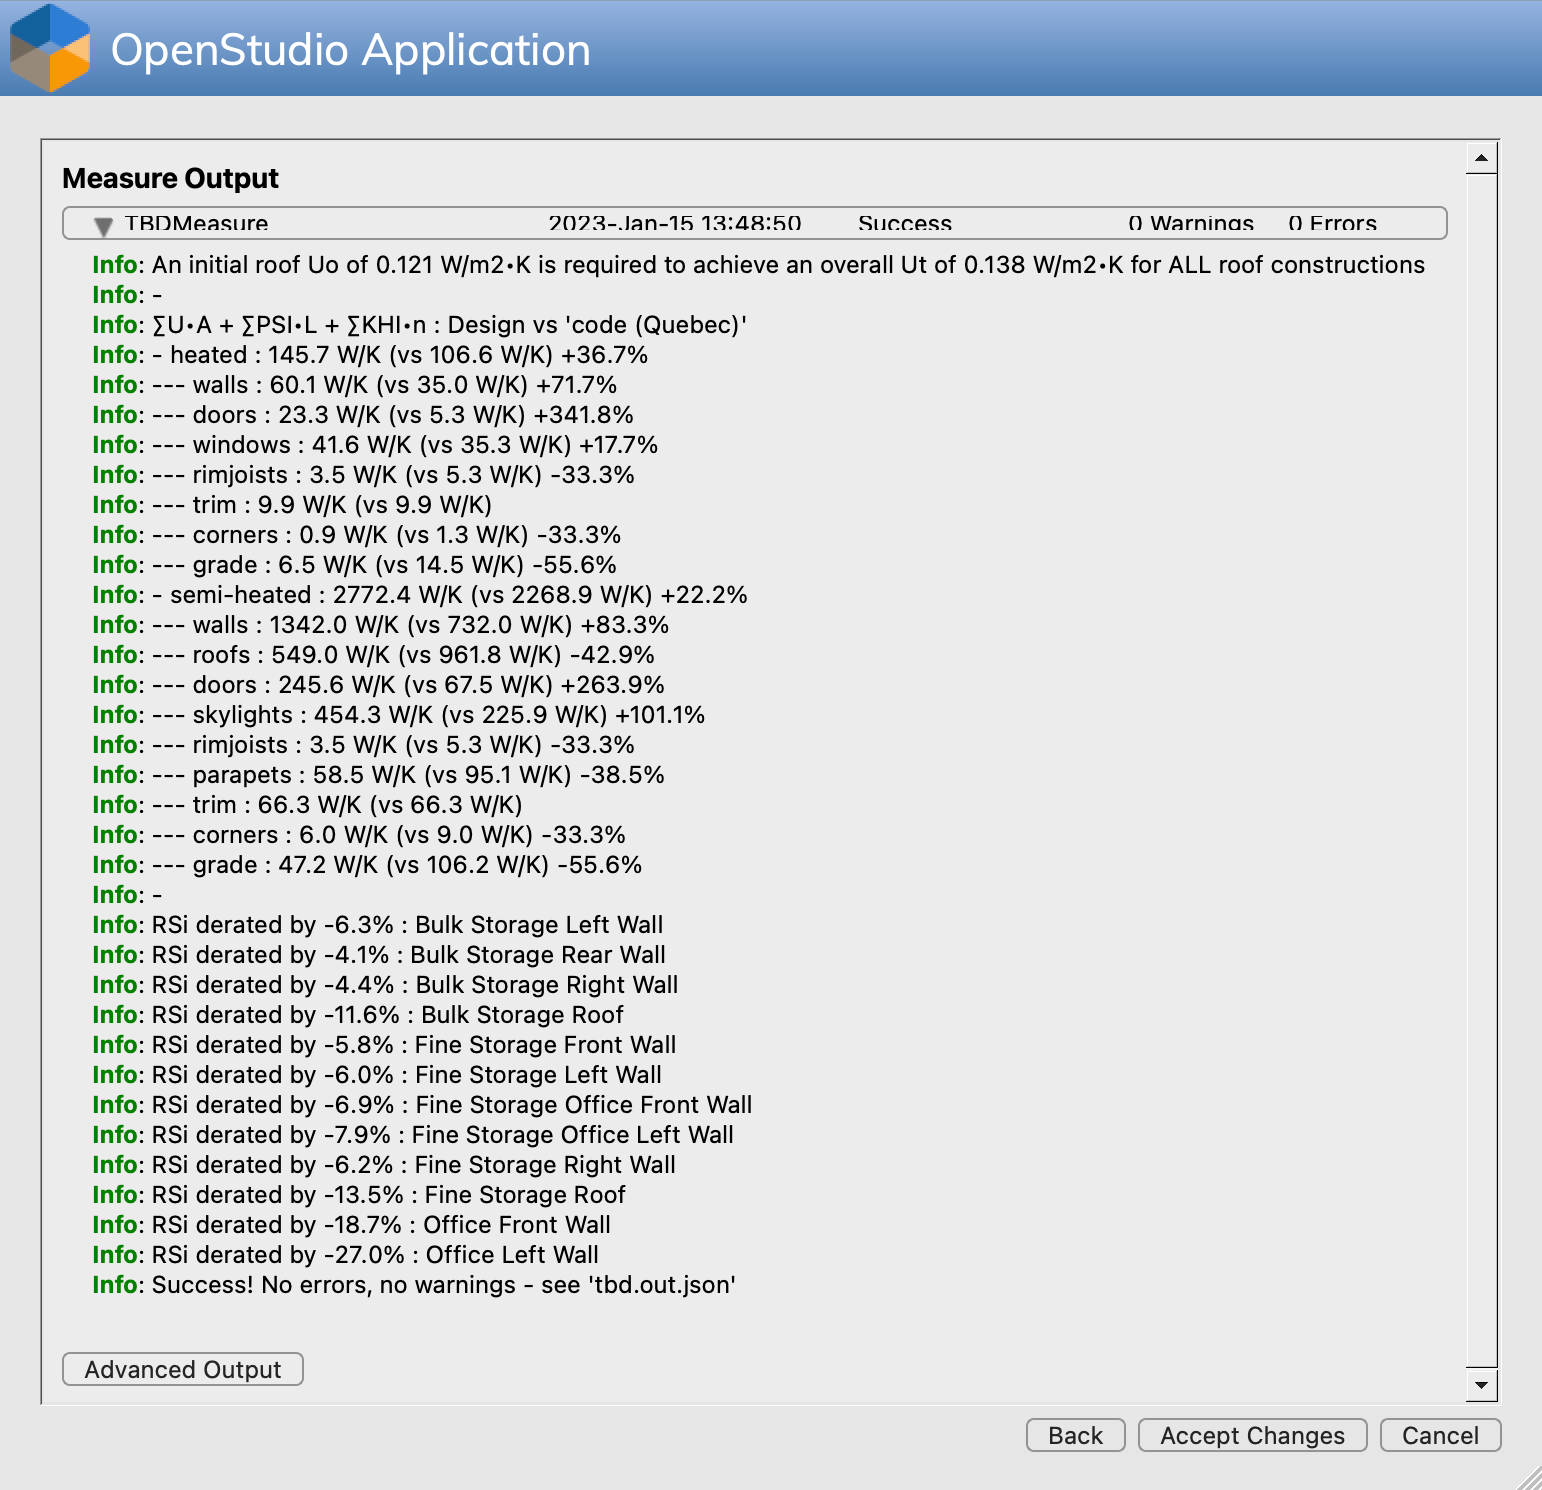 OpenStudio Application
Measure Output
TBDMeasure 2023-Jan-15 13:48:50 Success 0 Warnings 0 Errors
Info: An initial roof Uo of 0.121 W/m2•K is required to achieve an overall Ut of 0.138 W/m2•K for ALL roof constructions
Info: -
Info: ∑U•A + ∑PSI•L + ∑KHI•n : Design vs 'code (Quebec)'
Info: - heated : 145.7 W/K (vs 106.6 W/K) +36.7%
Info: --- walls : 60.1 W/K (vs 35.0 W/K) +71.7%
Info: --- doors : 23.3 W/K (vs 5.3 W/K) +341.8%
Info: --- windows : 41.6 W/K (vs 35.3 W/K) +17.7%
Info: --- rimjoists : 3.5 W/K (vs 5.3 W/K) -33.3%
Info: --- trim : 9.9 W/K (vs 9.9 W/K)
Info: --- corners : 0.9 W/K (vs 1.3 W/K) -33.3%
Info: --- grade : 6.5 W/K (vs 14.5 W/K) -55.6%
Info: - semi-heated : 2772.4 W/K (vs 2268.9 W/K) +22.2%
Info: --- walls : 1342.0 W/K (vs 732.0 W/K) +83.3%
Info: --- roofs : 549.0 W/K (vs 961.8 W/K) -42.9%
Info: --- doors : 245.6 W/K (vs 67.5 W/K) +263.9%
Info: --- skylights : 454.3 W/K (vs 225.9 W/K) +101.1%
Info: --- rimjoists : 3.5 W/K (vs 5.3 W/K) -33.3%
Info: --- parapets : 58.5 W/K (vs 95.1 W/K) -38.5%
Info: --- trim : 66.3 W/K (vs 66.3 W/K)
Info: --- corners : 6.0 W/K (vs 9.0 W/K) -33.3%
Info: --- grade : 47.2 W/K (vs 106.2 W/K) -55.6%
Info: -
Info: RSi derated by -6.3% : Bulk Storage Left Wall
Info: RSi derated by -4.1% : Bulk Storage Rear Wall
Info: RSi derated by -4.4% : Bulk Storage Right Wall
Info: RSi derated by -11.6% : Bulk Storage Roof
Info: RSi derated by -5.8% : Fine Storage Front Wall
Info: RSi derated by -6.0% : Fine Storage Left Wall
Info: RSi derated by -6.9% : Fine Storage Office Front Wall
Info: RSi derated by -7.9% : Fine Storage Office Left Wall
Info: RSi derated by -6.2% : Fine Storage Right Wall
Info: RSi derated by -13.5% : Fine Storage Roof
Info: RSi derated by -18.7% : Office Front Wall
Info: RSi derated by -27.0% : Office Left Wall
Info: Success! No errors, no warnings - see 'tbd.out.json'
Advanced Output
Back Accept Changes Cancel